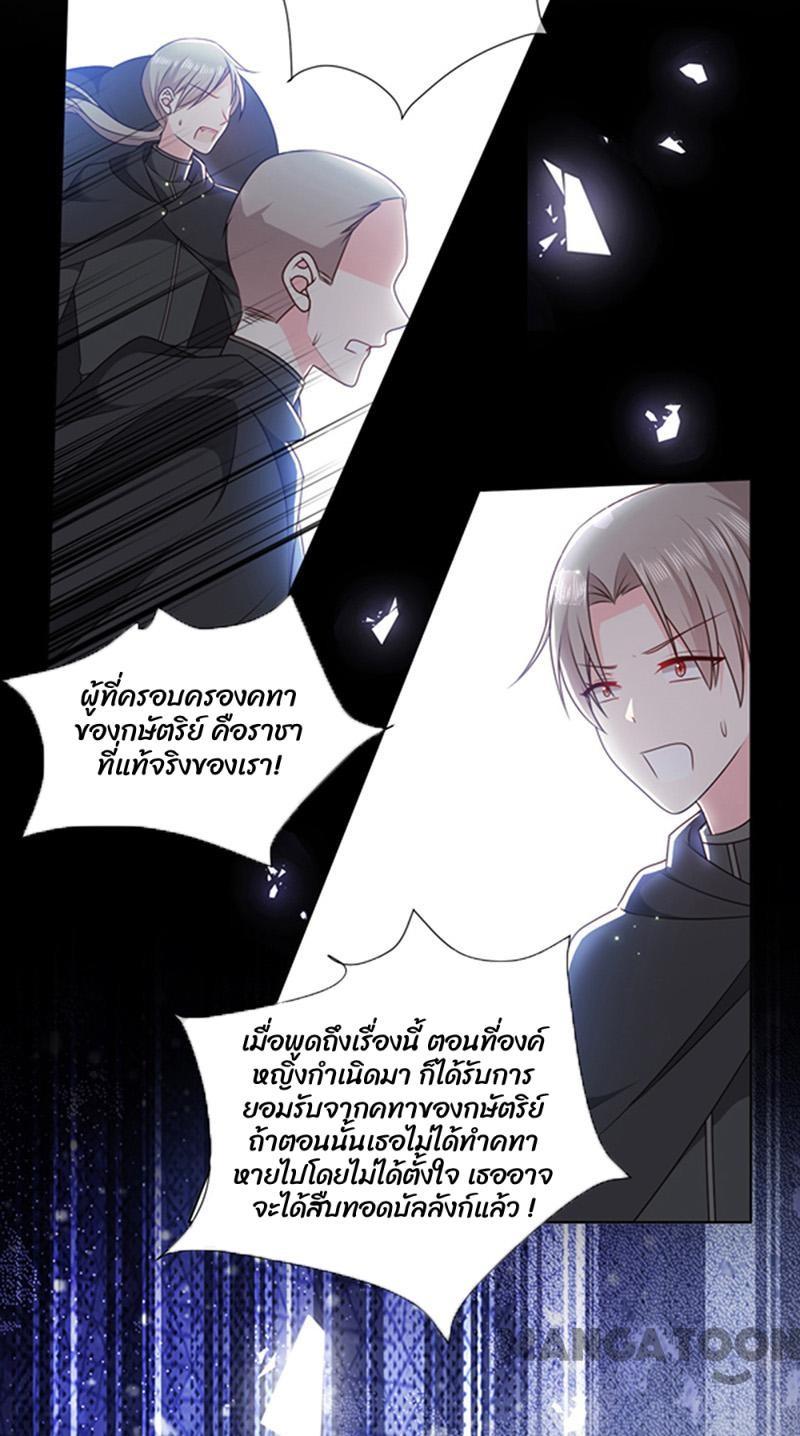 ผู้ที่ครอบครองคทา
ของกษัตริย์ คือราชา
ที่แท้จริงของเรา!
เมื่อพูดถึงเรื่องนี้ ตอนที่องค์
หญิงกำเนิดมา ก็ได้รับการ
ยอมรับจากคทาของกษัตริย์
ถ้าตอนนั้นเธอไม่ได้ทำคทา
หายไปโดยไม่ได้ตั้งใจ เธออาจ
จะได้สืบทอดบัลลังก์แล้ว !
MANGATOON